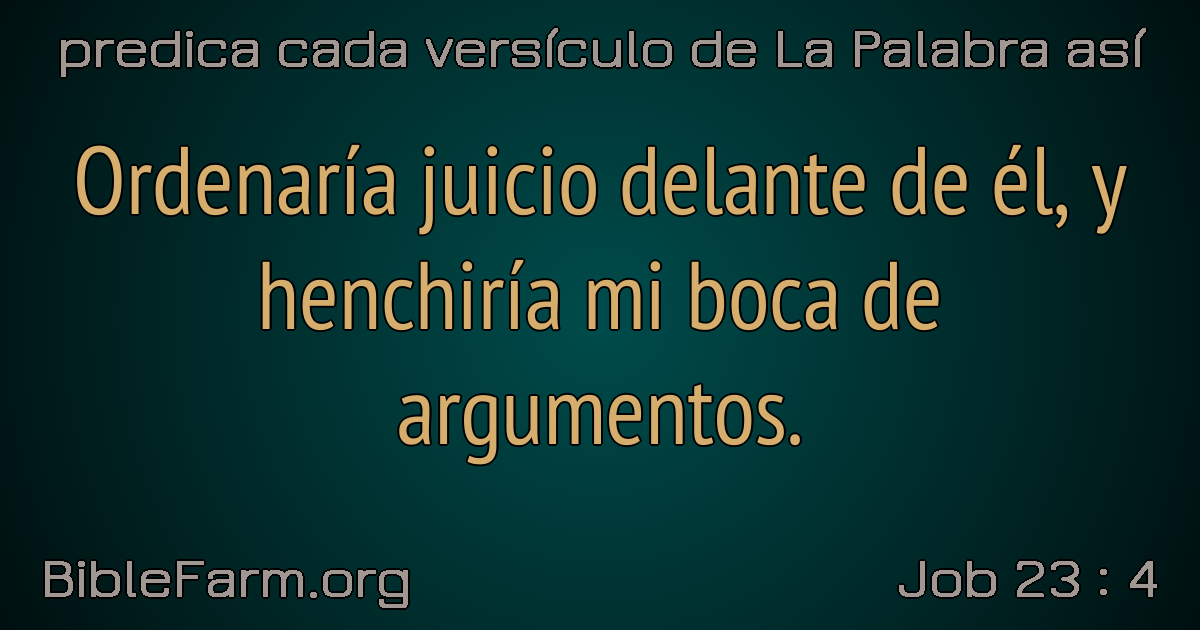 predica cada versículo de La Palabra así
Ordenaría juicio delante de él, y
henchiría mi boca de
argumentos.
BibleFarm.org
Job 23 : 4